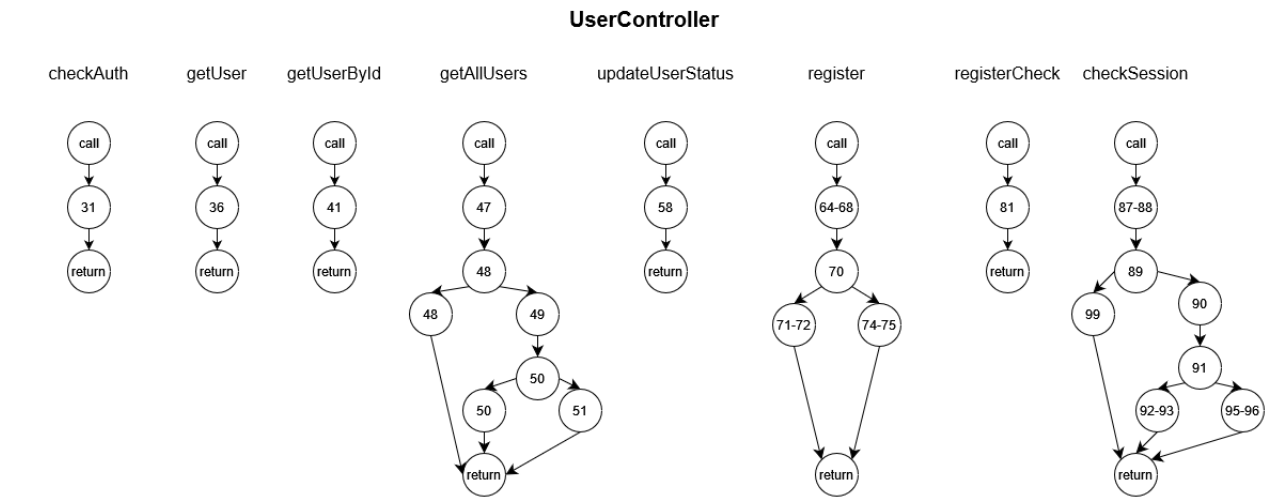 UserController
checkAuth getUser getUserById getAllUsers updateUserStatus register registerCheck checkSession
call call call call call call call call
31 36 41 47 58 64-68 81 87-88
return return return 48 return 70 return 89
90
48 49 99
71-72 74-75
91
50
50 51 92-93 95-96
return return return